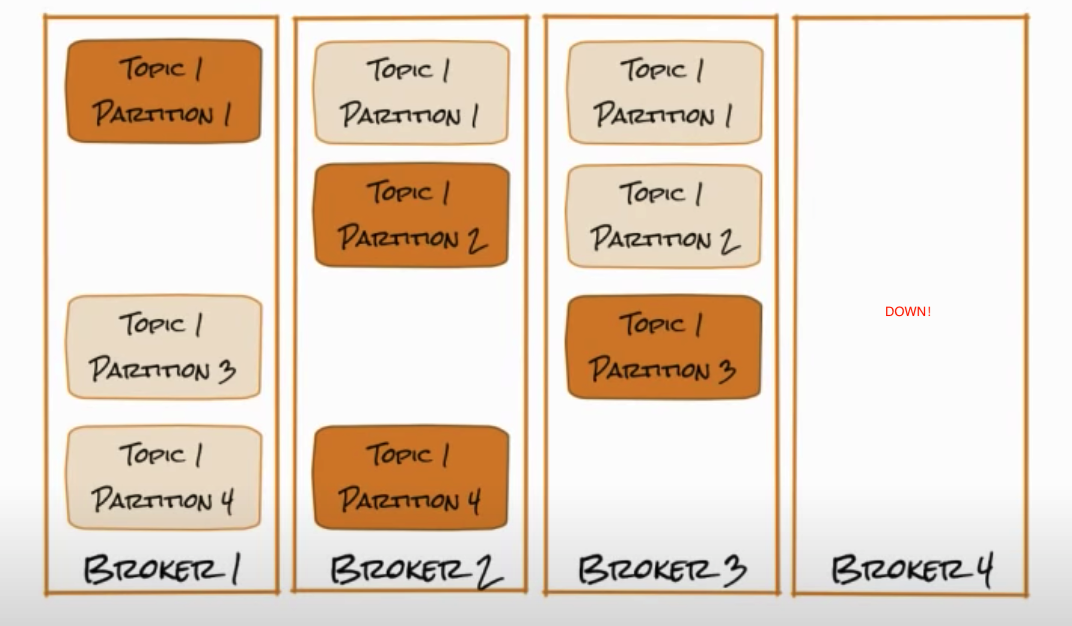 Topic 1
Partition 1
Topic 1
Partition 3
Topic 1
Partition 4
Broker 1
Topic 1
Partition 1
Topic 1
Partition 2
Topic 1
Partition 4
Broker 2
Topic 1
Partition 1
Topic 1
Partition 2
Topic 1
Partition 3
Broker 3
DOWN!
Broker 4